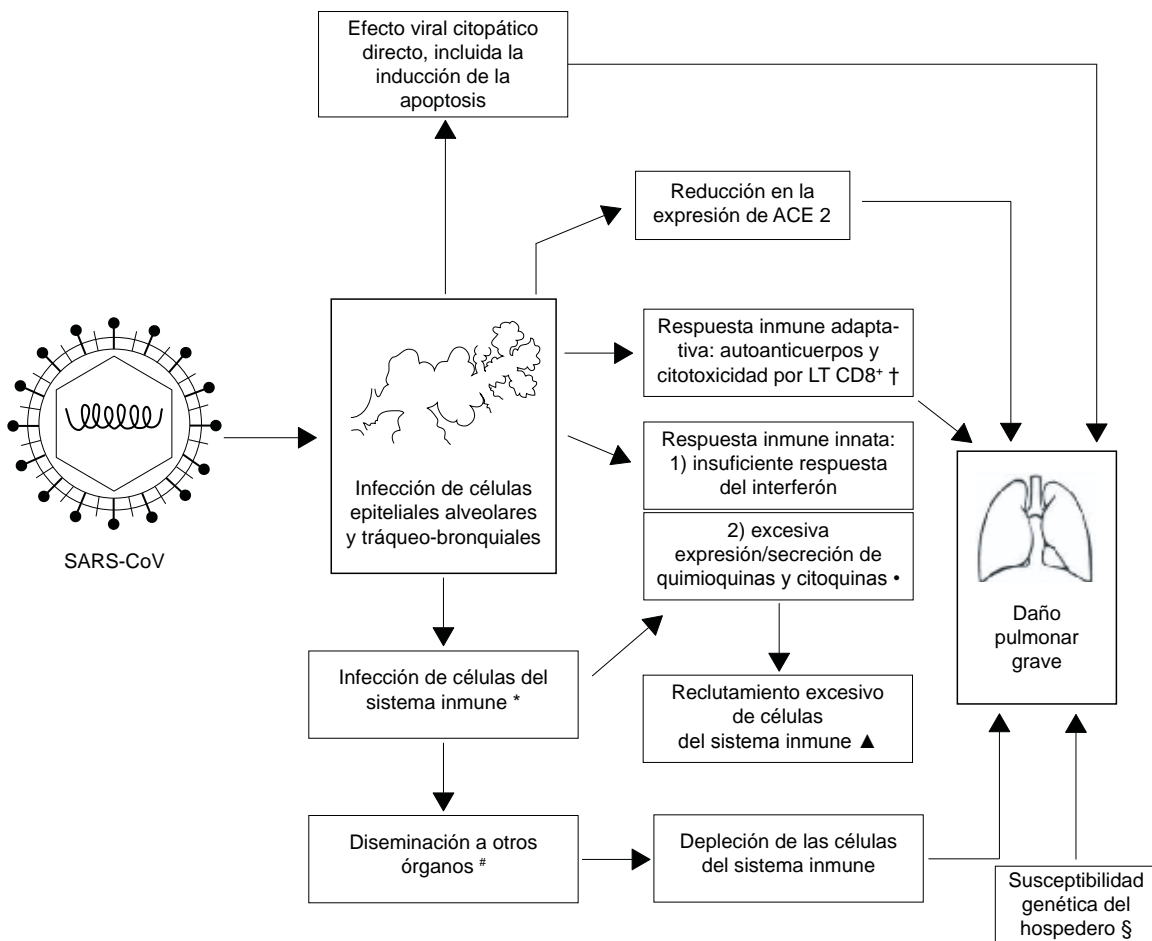 Efecto viral citopático
directo, incluida la
inducción de la
apoptosis
Reducción en la
expresión de ACE 2
Respuesta inmune adapta-
tiva: autoanticuerpos y
citotoxicidad por LT CD8⁺ †
Respuesta inmune innata:
1) insuficiente respuesta
del interferón
2) excesiva
expresión/secreción de
quimioquinas y citoquinas •
SARS-CoV
Infección de células
epiteliales alveolares
y tráqueo-bronquiales
Daño
pulmonar
grave
Infección de células del
sistema inmune *
Reclutamiento excesivo
de células
del sistema inmune ▲
Diseminación a otros
órganos #
Depleción de las células
del sistema inmune
Susceptibilidad
genética del
hospedero §